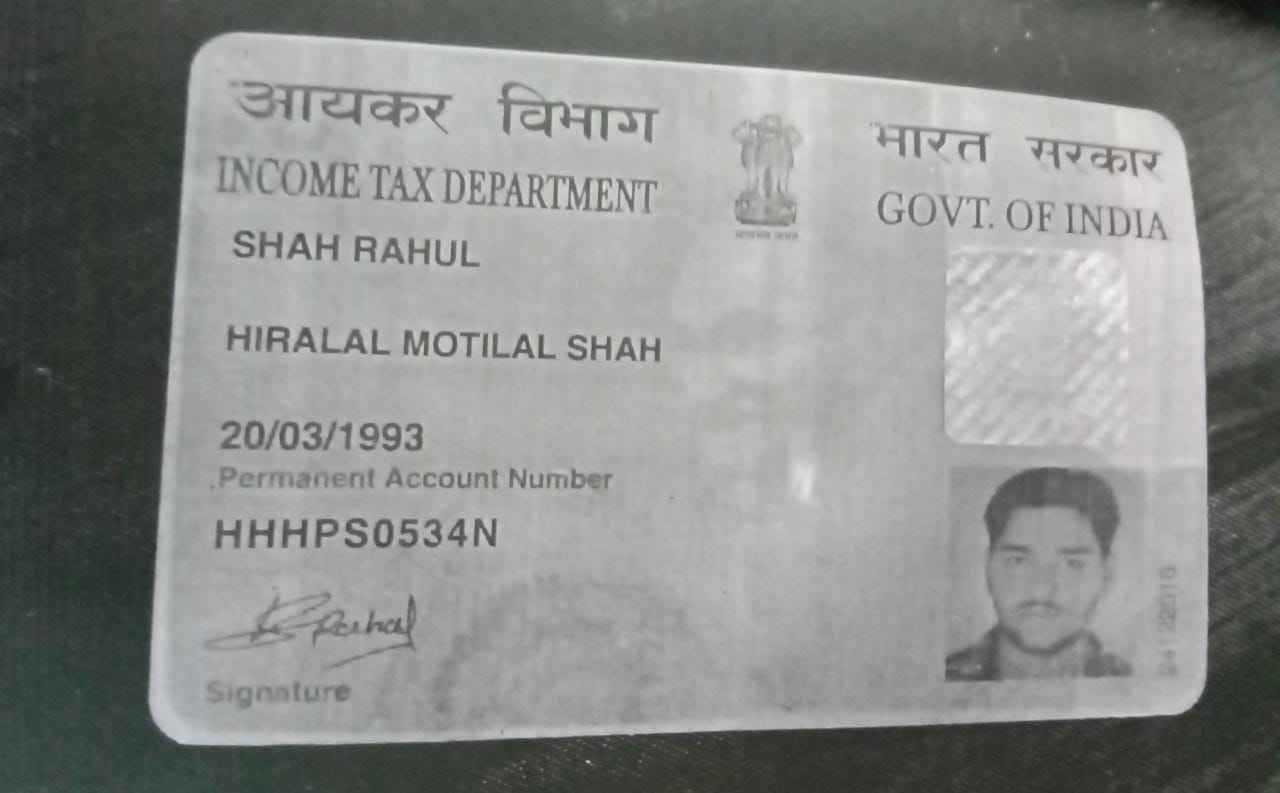 आयकर विभाग
INCOME TAX DEPARTMENT
भारत सरकार
GOVT. OF INDIA
SHAH RAHUL
HIRALAL MOTILAL SHAH
20/03/1993
Permanent Account Number
HHHPS0534N
Rahul
Signature
24122016